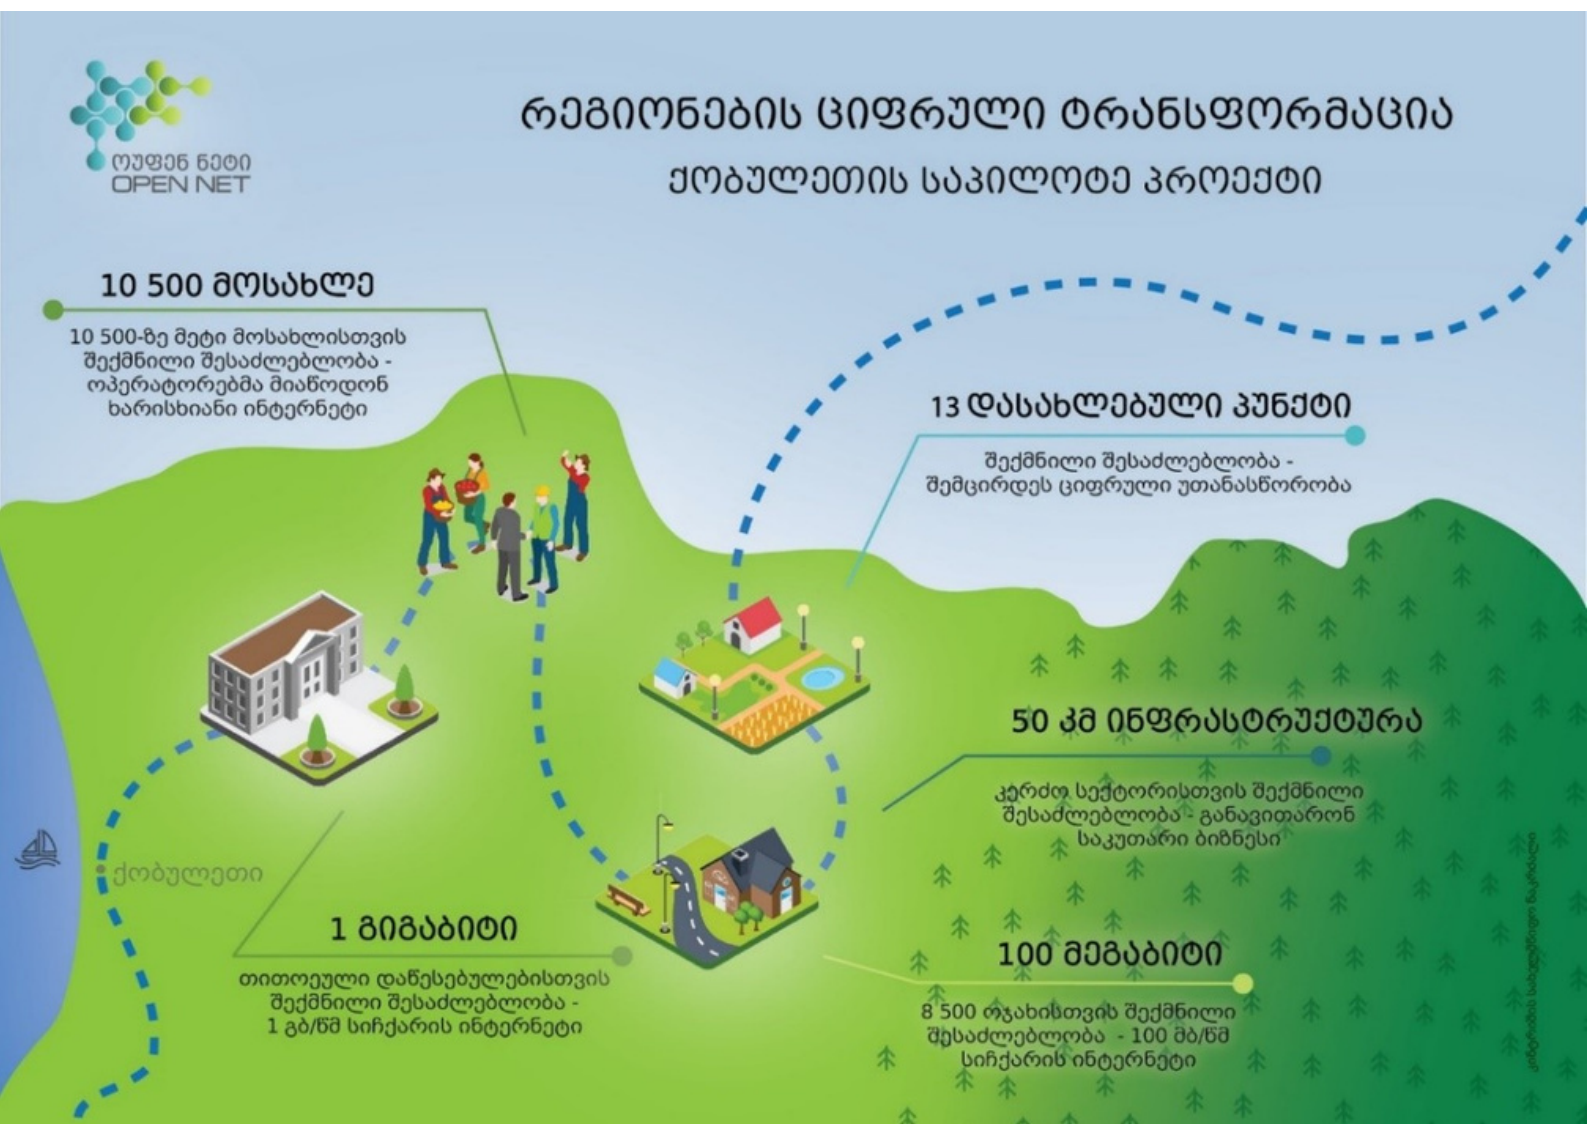 ოუფენ ნეტი
OPEN NET
რეგიონების ციფრული ტრანსფორმაცია
ქობულეთის საპილოტე პროექტი
10 500 მოსახლე
10 500-ზე მეტი მოსახლისთვის
შექმნილი შესაძლებლობა -
ოპერატორებმა მიაწოდონ
ხარისხიანი ინტერნეტი
13 დასახლებული პუნქტი
შექმნილი შესაძლებლობა -
შემცირდეს ციფრული უთანასწორობა
50 კმ ინფრასტრუქტურა
კერძო სექტორისთვის შექმნილი
შესაძლებლობა - განავითარონ
საკუთარი ბიზნესი
ქობულეთი
1 გიგაბიტი
თითოეული დაწესებულებისთვის
შექმნილი შესაძლებლობა -
1 გბ/წმ სიჩქარის ინტერნეტი
100 მეგაბიტი
8 500 ოჯახისთვის შექმნილი
შესაძლებლობა - 100 მბ/წმ
სიჩქარის ინტერნეტი
კინტრიშის სახელმწიფო ნაკრძალი